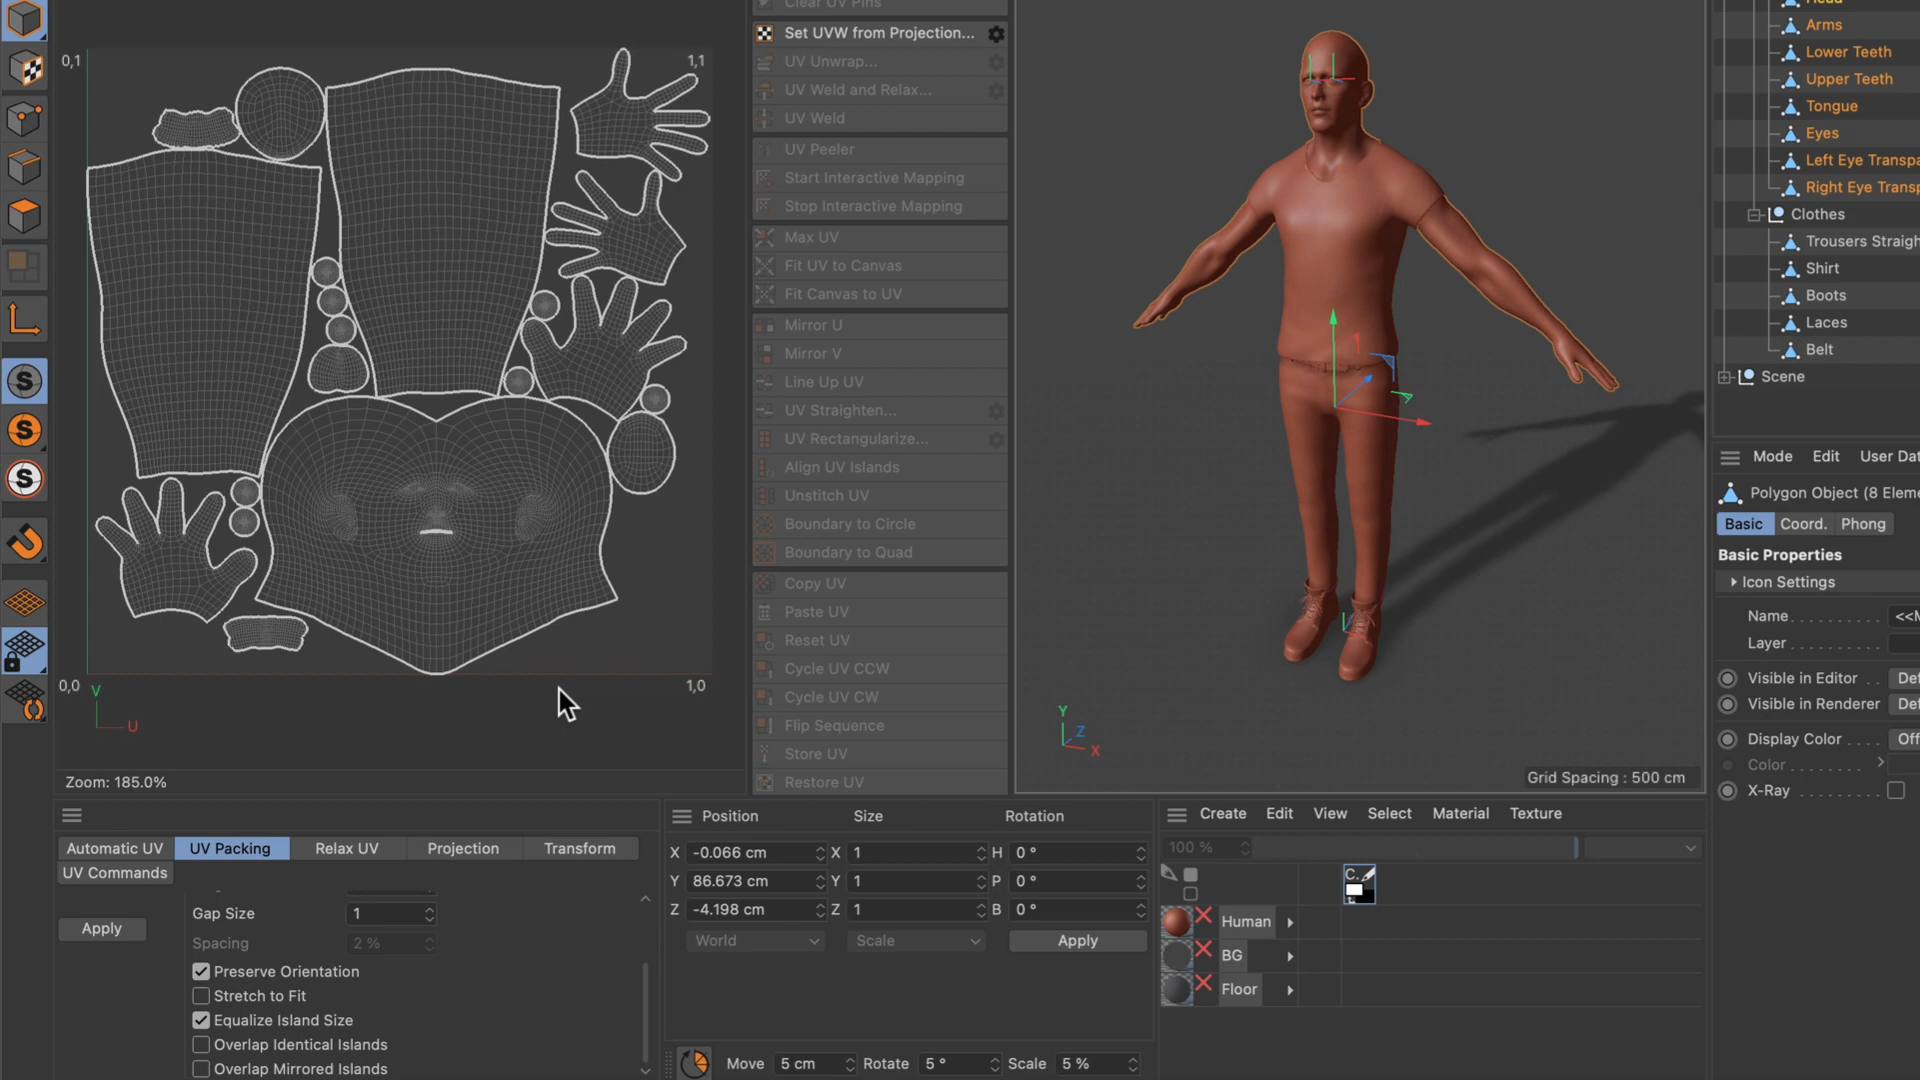 Clear UV Pins
Head
0,1
1,1
Set UVW from Projection...
Arms
UV Unwrap...
Lower Teeth
UV Weld and Relax...
Upper Teeth
UV Weld
Tongue
UV Peeler
Eyes
Start Interactive Mapping
Left Eye Transpa
Stop Interactive Mapping
Right Eye Transp
Clothes
Max UV
Trousers Straigh
Fit UV to Canvas
Shirt
Fit Canvas to UV
Boots
Mirror U
Laces
Mirror V
Belt
Line Up UV
Scene
UV Straighten...
UV Rectangularize...
Mode Edit User Dat
Align UV Islands
Polygon Object (8 Eleme
Unstitch UV
Basic Coord. Phong
Boundary to Circle
Boundary to Quad
Basic Properties
Copy UV
Icon Settings
Paste UV
Name <<M
Reset UV
Layer
Cycle UV CCW
Visible in Editor Def
0,0
V
1,0
Cycle UV CW
Visible in Renderer Def
U
Flip Sequence
Y
Z
X
Display Color Off
Store UV
Color
Restore UV
X-Ray
Zoom: 185.0%
Grid Spacing : 500 cm
Position Size Rotation
Create Edit View Select Material Texture
Automatic UV UV Packing Relax UV Projection Transform
UV Commands
X -0.066 cm X 1 H 0 °
100 %
Y 86.673 cm Y 1 P 0 °
C.
Z -4.198 cm Z 1 B 0 °
Gap Size 1
Apply
Spacing 2 %
World Scale Apply
Human
BG
Floor
Preserve Orientation
Stretch to Fit
Equalize Island Size
Overlap Identical Islands
Overlap Mirrored Islands
Move 5 cm Rotate 5 ° Scale 5 %
S
S
S